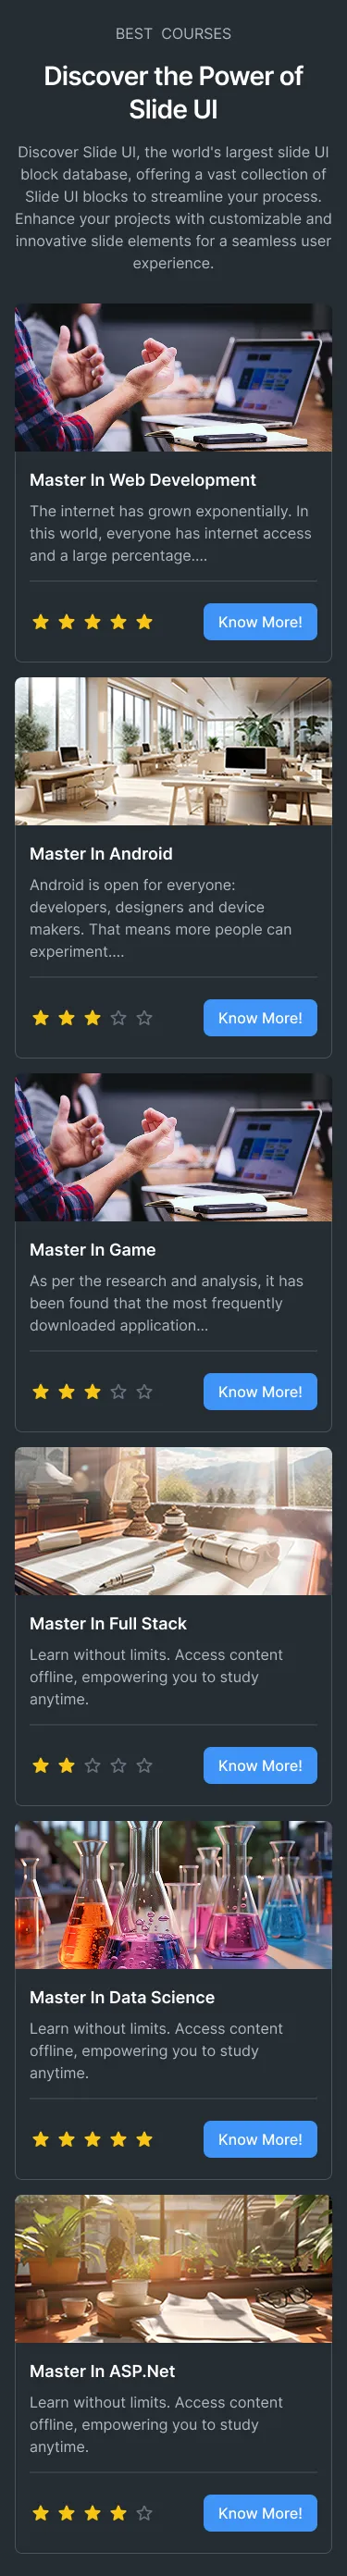 BEST COURSES
Discover the Power of
Slide UI
Discover Slide UI, the world's largest slide UI
block database, offering a vast collection of
Slide UI blocks to streamline your process.
Enhance your projects with customizable and
innovative slide elements for a seamless user
experience.
Master In Web Development
The internet has grown exponentially. In
this world, everyone has internet access
and a large percentage....
Know More!
Master In Android
Android is open for everyone:
developers, designers and device
makers. That means more people can
experiment....
Know More!
Master In Game
As per the research and analysis, it has
been found that the most frequently
downloaded application...
Know More!
Master In Full Stack
Learn without limits. Access content
offline, empowering you to study
anytime.
Know More!
Master In Data Science
Learn without limits. Access content
offline, empowering you to study
anytime.
Know More!
Master In ASP.Net
Learn without limits. Access content
offline, empowering you to study
anytime.
Know More!